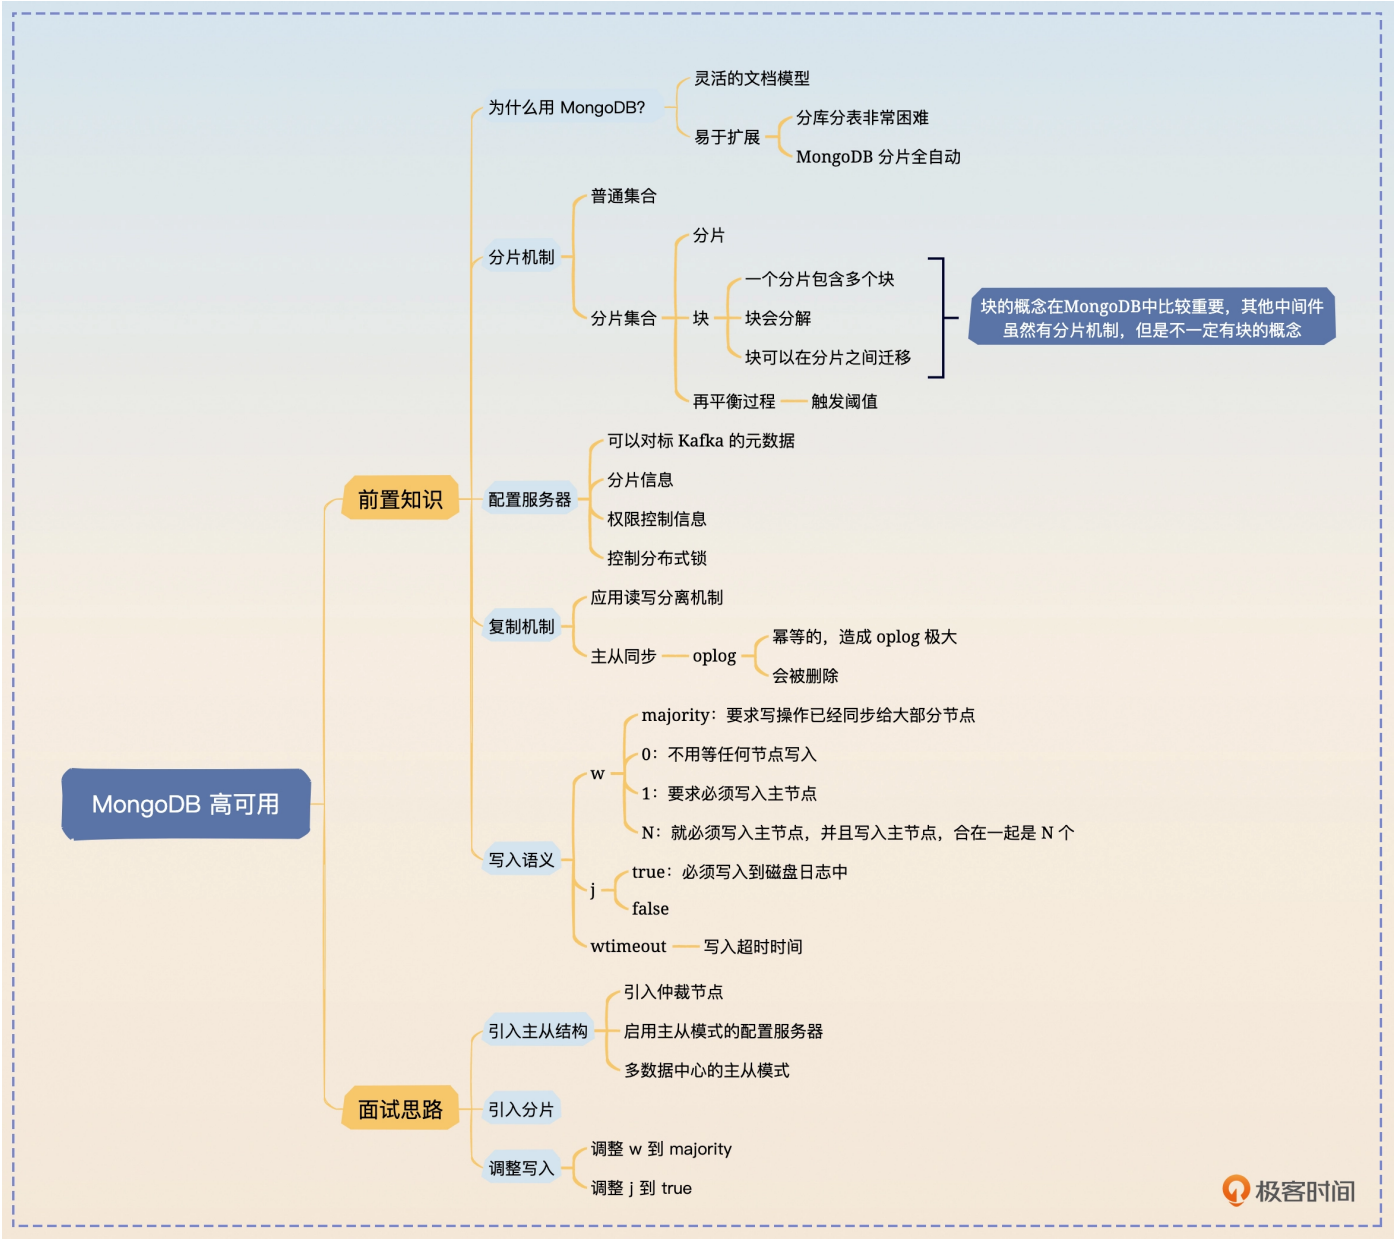 MongoDB 高可用
前置知识
为什么用 MongoDB?
灵活的文档模型
易于扩展
分库分表非常困难
MongoDB 分片全自动
分片机制
普通集合
分片集合
分片
块
一个分片包含多个块
块会分解
块可以在分片之间迁移
块的概念在MongoDB中比较重要，其他中间件
虽然有分片机制，但是不一定有块的概念
再平衡过程
触发阈值
配置服务器
可以对标 Kafka 的元数据
分片信息
权限控制信息
控制分布式锁
复制机制
应用读写分离机制
主从同步
oplog
幂等的，造成 oplog 极大
会被删除
写入语义
w
majority：要求写操作已经同步给大部分节点
0：不用等任何节点写入
1：要求必须写入主节点
N：就必须写入主节点，并且写入主节点，合在一起是 N 个
j
true：必须写入到磁盘日志中
false
wtimeout
写入超时时间
面试思路
引入主从结构
引入仲裁节点
启用主从模式的配置服务器
多数据中心的主从模式
引入分片
调整写入
调整 w 到 majority
调整 j 到 true
极客时间